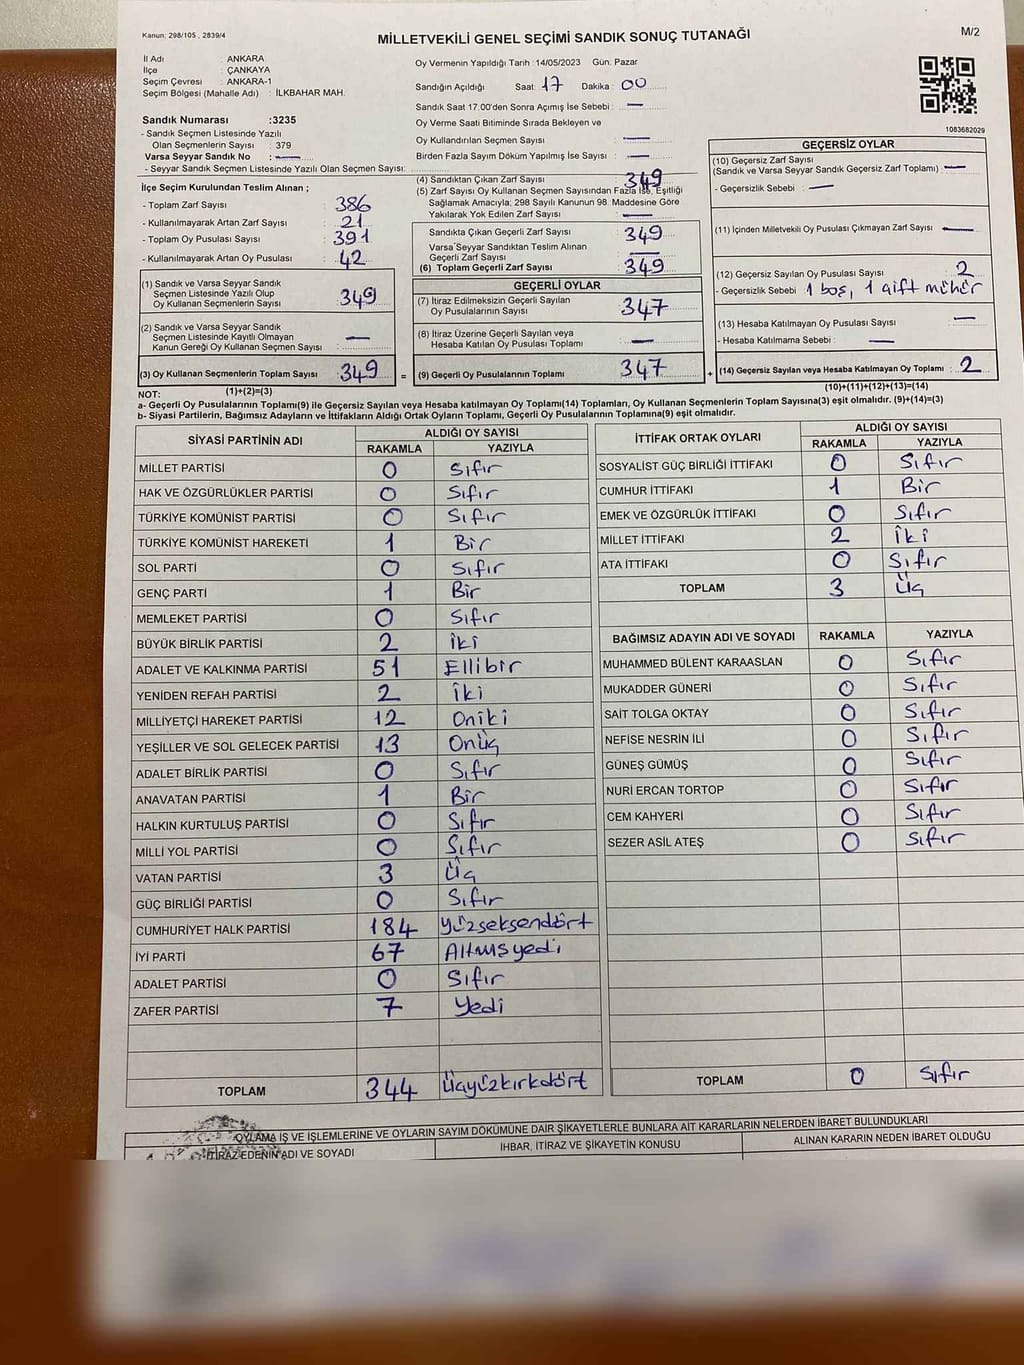 Kanun: 298/105 , 2839/4
MİLLETVEKİLİ GENEL SEÇİMİ SANDIK SONUÇ TUTANAĞI
M/2
İl Adı : ANKARA
İlçe : ÇANKAYA
Seçim Çevresi : ANKARA-1
Seçim Bölgesi (Mahalle Adı) : İLKBAHAR MAH.
Sandık Numarası :3235
- Sandık Seçmen Listesinde Yazılı
Olan Seçmenlerin Sayısı : 379
Varsa Seyyar Sandık No : —
- Seyyar Sandık Seçmen Listesinde Yazılı Olan Seçmen Sayısı:
Oy Vermenin Yapıldığı Tarih :14/05/2023 Gün: Pazar
Sandığın Açıldığı Saat: 17 Dakika : 00
Sandık Saat 17.00'den Sonra Açımış İse Sebebi : —
Oy Verme Saati Bitiminde Sırada Bekleyen ve
Oy Kullandırılan Seçmen Sayısı : —
Birden Fazla Sayım Döküm Yapılmış İse Sayısı : —
1083682029
İlçe Seçim Kurulundan Teslim Alınan ;
- Toplam Zarf Sayısı : 386
- Kullanılmayarak Artan Zarf Sayısı : 21
- Toplam Oy Pusulası Sayısı : 391
- Kullanılmayarak Artan Oy Pusulası : 42
(1) Sandık ve Varsa Seyyar Sandık
Seçmen Listesinde Yazılı Olup
Oy Kullanan Seçmenlerin Sayısı : 349
(2) Sandık ve Varsa Seyyar Sandık
Seçmen Listesinde Kayıtlı Olmayan
Kanun Gereği Oy Kullanan Seçmen Sayısı : —
(3) Oy Kullanan Seçmenlerin Toplam Sayısı : 349
(1)+(2)=(3)
(4) Sandıktan Çıkan Zarf Sayısı : 349
(5) Zarf Sayısı Oy Kullanan Seçmen Sayısından Fazla İse, Eşitliği
Sağlamak Amacıyla; 298 Sayılı Kanunun 98. Maddesine Göre
Yakılarak Yok Edilen Zarf Sayısı : —
Sandıkta Çıkan Geçerli Zarf Sayısı : 349
Varsa Seyyar Sandıktan Teslim Alınan
Geçerli Zarf Sayısı : —
(6) Toplam Geçerli Zarf Sayısı : 349
GEÇERLİ OYLAR
(7) İtiraz Edilmeksizin Geçerli Sayılan
Oy Pusulalarının Sayısı : 347
(8) İtiraz Üzerine Geçerli Sayılan veya
Hesaba Katılan Oy Pusulası Toplamı : —
= (9) Geçerli Oy Pusulalarının Toplamı : 347
GEÇERSİZ OYLAR
(10) Geçersiz Zarf Sayısı
(Sandık ve Varsa Seyyar Sandık Geçersiz Zarf Toplamı) : —
- Geçersizlik Sebebi : —
(11) İçinden Milletvekili Oy Pusulası Çıkmayan Zarf Sayısı : —
(12) Geçersiz Sayılan Oy Pusulası Sayısı : 2
- Geçersizlik Sebebi : 1 boş, 1 çift mühür
(13) Hesaba Katılmayan Oy Pusulası Sayısı : —
- Hesaba Katılmama Sebebi : —
+ (14) Geçersiz Sayılan veya Hesaba Katılmayan Oy Toplamı : 2
(10)+(11)+(12)+(13)=(14)
NOT:
a- Geçerli Oy Pusulalarının Toplamı(9) ile Geçersiz Sayılan veya Hesaba katılmayan Oy Toplamı(14) Toplamları, Oy Kullanan Seçmenlerin Toplam Sayısına(3) eşit olmalıdır. (9)+(14)=(3)
b- Siyasi Partilerin, Bağımsız Adayların ve İttifakların Aldığı Ortak Oyların Toplamı, Geçerli Oy Pusulalarının Toplamına(9) eşit olmalıdır.
SİYASİ PARTİNİN ADI ALDIĞI OY SAYISI
RAKAMLA YAZIYLA
MİLLET PARTİSİ 0 Sıfır
HAK VE ÖZGÜRLÜKLER PARTİSİ 0 Sıfır
TÜRKİYE KOMÜNİST PARTİSİ 0 Sıfır
TÜRKİYE KOMÜNİST HAREKETİ 1 Bir
SOL PARTİ 0 Sıfır
GENÇ PARTİ 1 Bir
MEMLEKET PARTİSİ 0 Sıfır
BÜYÜK BİRLİK PARTİSİ 2 İki
ADALET VE KALKINMA PARTİSİ 51 Ellibir
YENİDEN REFAH PARTİSİ 2 İki
MİLLİYETÇİ HAREKET PARTİSİ 12 Oniki
YEŞİLLER VE SOL GELECEK PARTİSİ 13 Onüç
ADALET BİRLİK PARTİSİ 0 Sıfır
ANAVATAN PARTİSİ 1 Bir
HALKIN KURTULUŞ PARTİSİ 0 Sıfır
MİLLİ YOL PARTİSİ 0 Sıfır
VATAN PARTİSİ 3 Üç
GÜÇ BİRLİĞİ PARTİSİ 0 Sıfır
CUMHURİYET HALK PARTİSİ 184 Yüzseksendört
İYİ PARTİ 67 Altmışyedi
ADALET PARTİSİ 0 Sıfır
ZAFER PARTİSİ 7 Yedi
TOPLAM 344 Üçyüzkırkdört
İTTİFAK ORTAK OYLARI ALDIĞI OY SAYISI
RAKAMLA YAZIYLA
SOSYALİST GÜÇ BİRLİĞİ İTTİFAKI 0 Sıfır
CUMHUR İTTİFAKI 1 Bir
EMEK VE ÖZGÜRLÜK İTTİFAKI 0 Sıfır
MİLLET İTTİFAKI 2 İki
ATA İTTİFAKI 0 Sıfır
TOPLAM 3 Üç
BAĞIMSIZ ADAYIN ADI VE SOYADI RAKAMLA YAZIYLA
MUHAMMED BÜLENT KARAASLAN 0 Sıfır
MUKADDER GÜNERİ 0 Sıfır
SAİT TOLGA OKTAY 0 Sıfır
NEFİSE NESRİN İLİ 0 Sıfır
GÜNEŞ GÜMÜŞ 0 Sıfır
NURİ ERCAN TORTOP 0 Sıfır
CEM KAHYERİ 0 Sıfır
SEZER ASİL ATEŞ 0 Sıfır
TOPLAM 0 Sıfır
OYLAMA İŞ VE İŞLEMLERİNE VE OYLARIN SAYIM DÖKÜMÜNE DAİR ŞİKAYETLERLE BUNLARA AİT KARARLARIN NELERDEN İBARET BULUNDUKLARI
İTİRAZ EDENİN ADI VE SOYADI İHBAR, İTİRAZ VE ŞİKAYETİN KONUSU ALINAN KARARIN NEDEN İBARET OLDUĞU